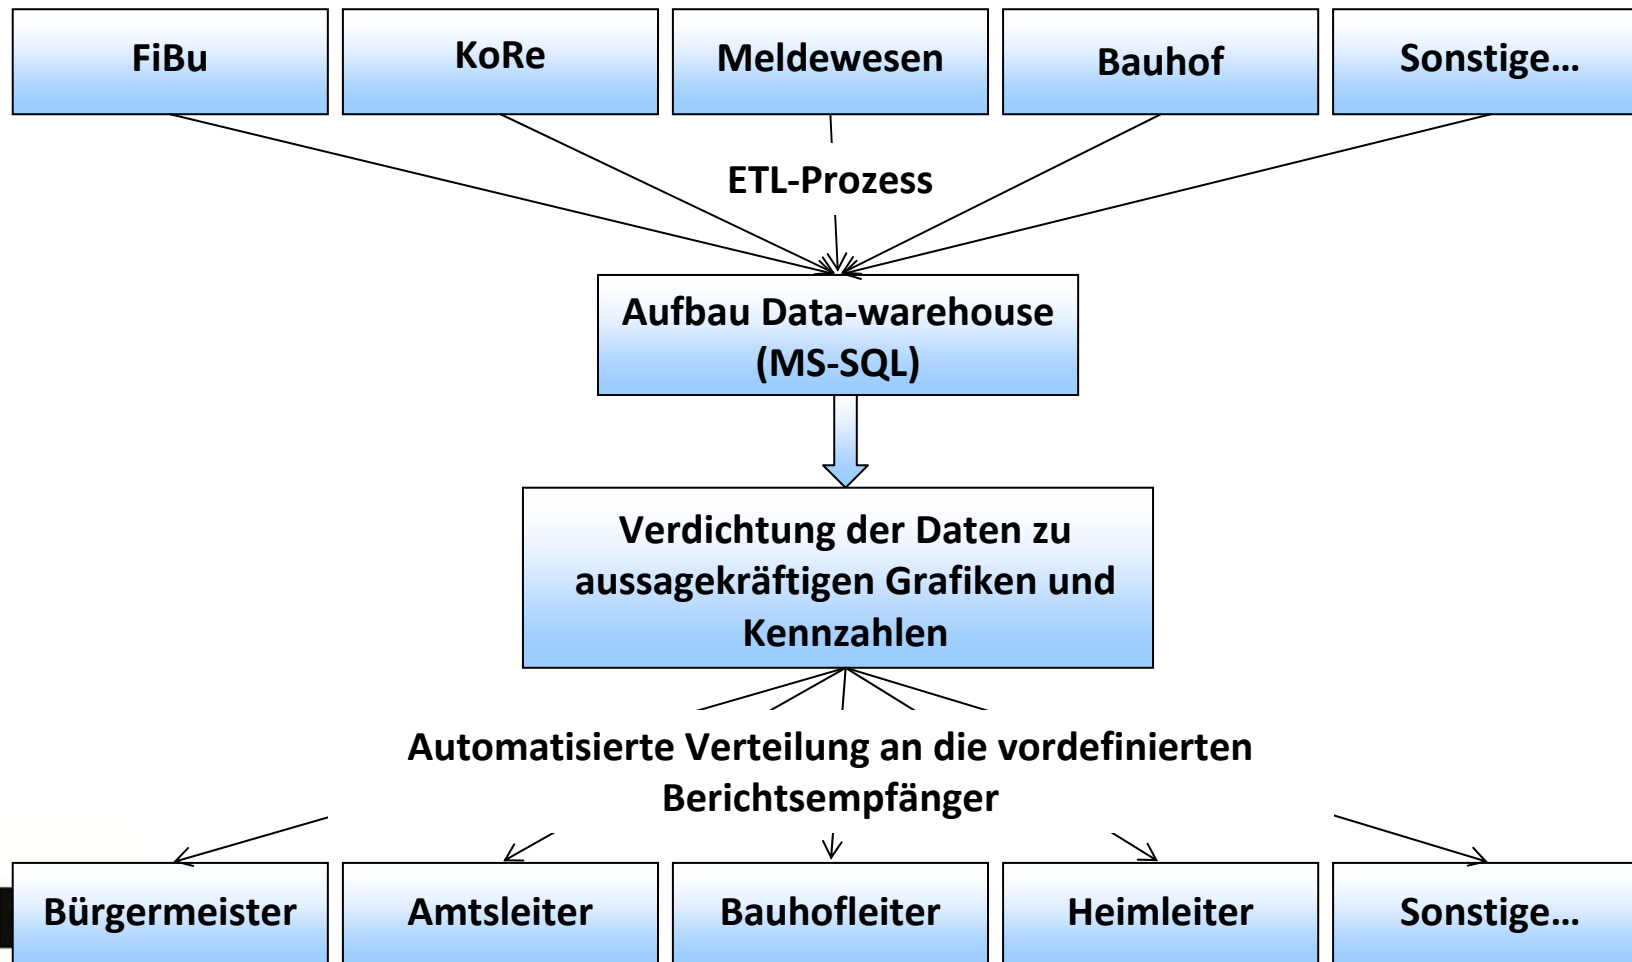 FiBu
KoRe
Meldewesen
Bauhof
Sonstige…
ETL-Prozess
Aufbau Data-warehouse
(MS-SQL)
Verdichtung der Daten zu
aussagekräftigen Grafiken und
Kennzahlen
Automatisierte Verteilung an die vordefinierten
Berichtsempfänger
Bürgermeister
Amtsleiter
Bauhofleiter
Heimleiter
Sonstige…